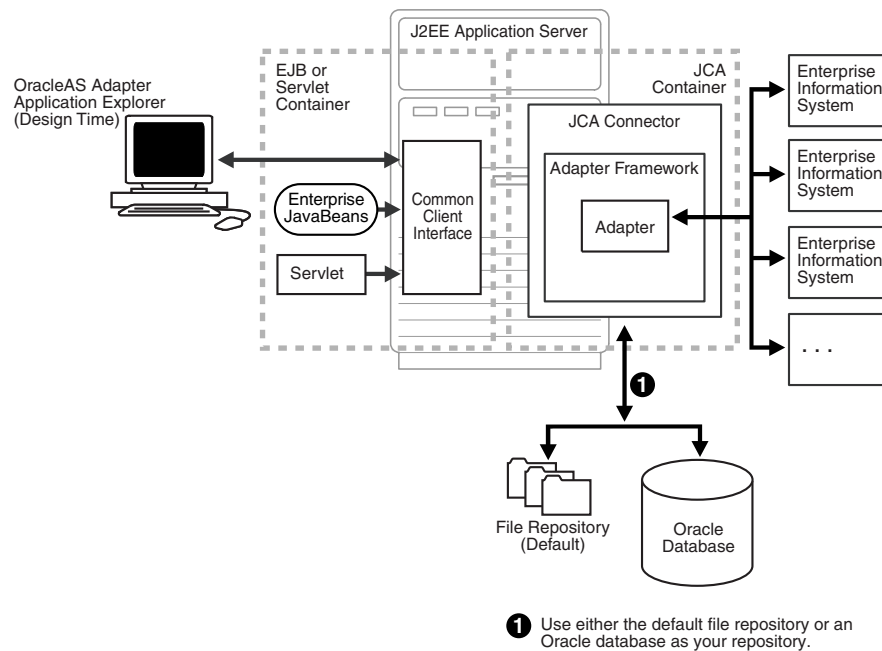 J2EE Application Server
OracleAS Adapter
Application Explorer
(Design Time)
EJB or
Servlet
Container
JCA
Container
Enterprise
Information
System
JCA Connector
Adapter Framework
Adapter
Enterprise
JavaBeans
Common
Client
Interface
Servlet
Enterprise
Information
System
Enterprise
Information
System
. . .
1
File Repository
(Default)
Oracle
Database
1 Use either the default file repository or an
Oracle database as your repository.